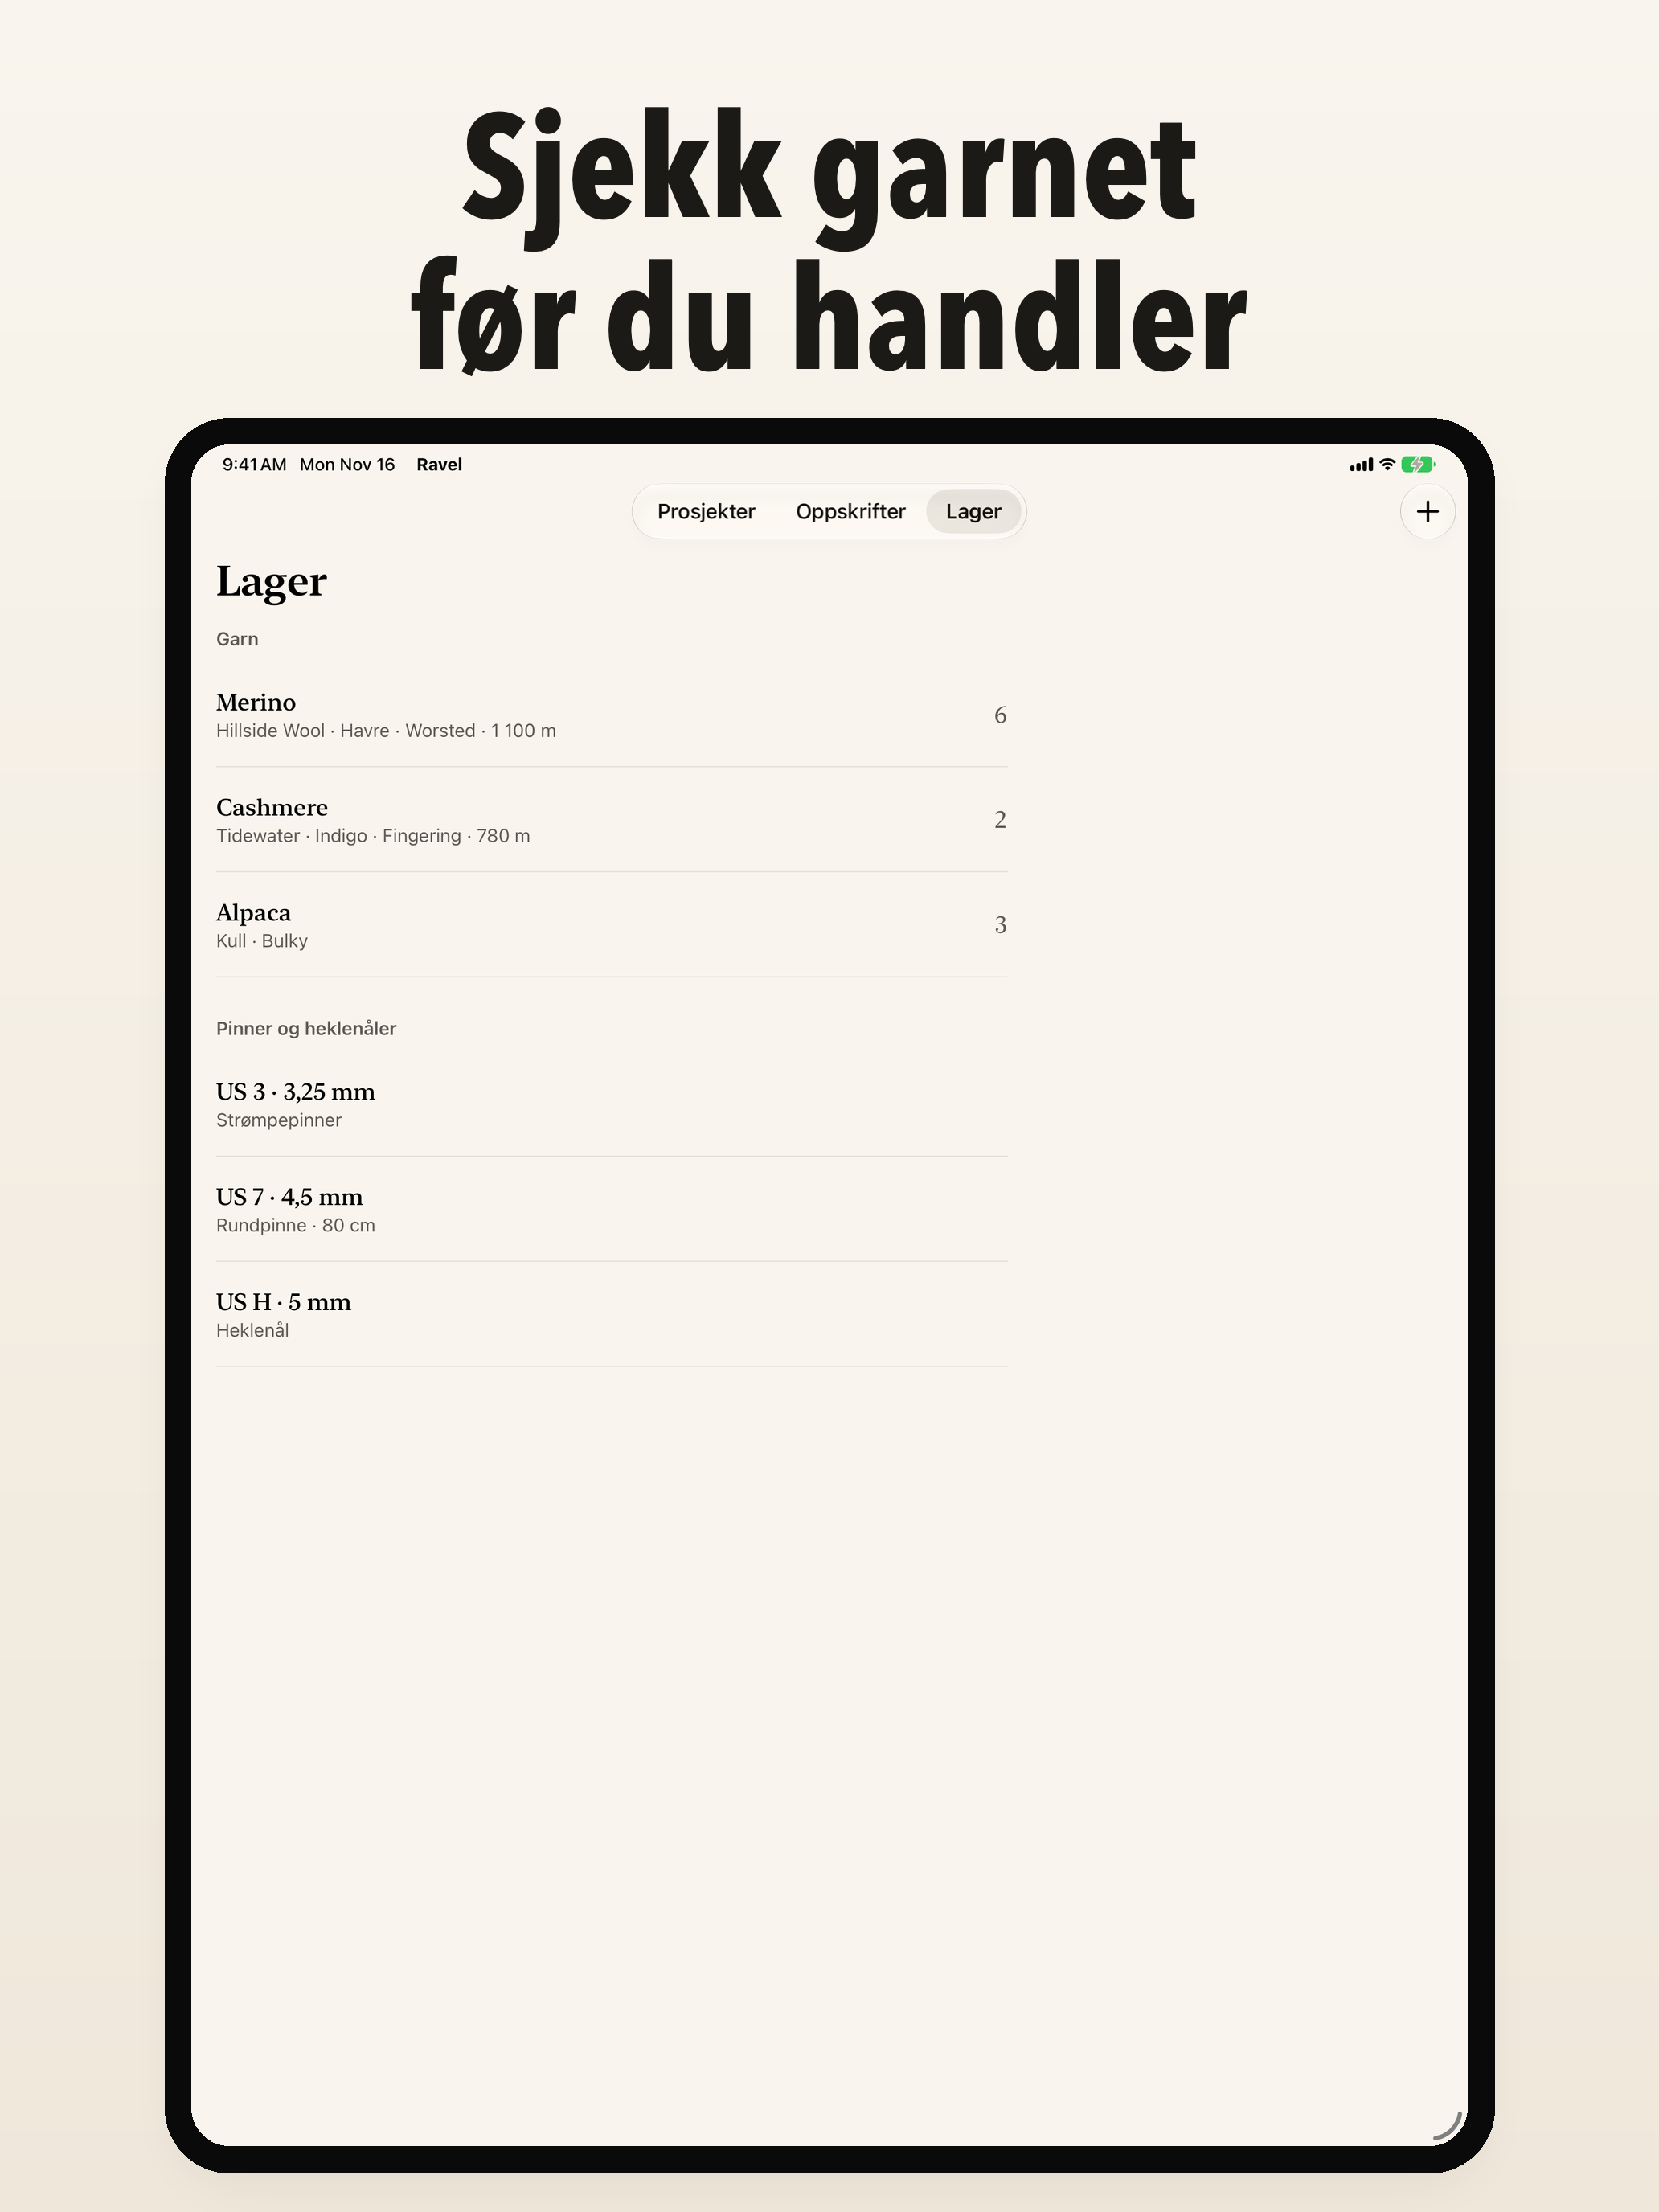 Sjekk garnet
før du handler
9:41 AM Mon Nov 16 Ravel
Prosjekter Oppskrifter Lager
Lager
Garn
Merino
6
Hillside Wool · Havre · Worsted · 1 100 m
Cashmere
2
Tidewater · Indigo · Fingering · 780 m
Alpaca
3
Kull · Bulky
Pinner og heklenåler
US 3 · 3,25 mm
Strømpepinner
US 7 · 4,5 mm
Rundpinne · 80 cm
US H · 5 mm
Heklenål